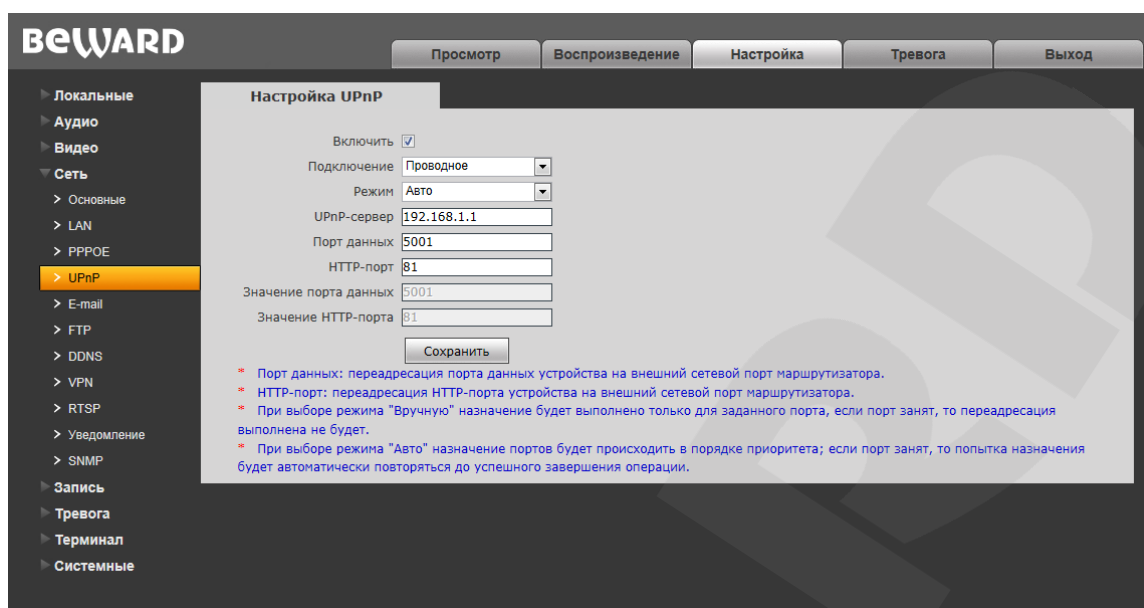 BEWARD
Просмотр
Воспроизведение
Настройка
Тревога
Выход
Локальные
Аудио
Видео
Сеть
Основные
LAN
PPPOE
UPnP
E-mail
FTP
DDNS
VPN
RTSP
Уведомление
SNMP
Запись
Тревога
Терминал
Системные
Настройка UPnP
Включить
Подключение Проводное
Режим Авто
UPnP-сервер 192.168.1.1
Порт данных 5001
HTTP-порт 81
Значение порта данных 5001
Значение HTTP-порта 81
Сохранить
* Порт данных: переадресация порта данных устройства на внешний сетевой порт маршрутизатора.
* HTTP-порт: переадресация HTTP-порта устройства на внешний сетевой порт маршрутизатора.
* При выборе режима "Вручную" назначение будет выполнено только для заданного порта, если порт занят, то переадресация
выполнена не будет.
* При выборе режима "Авто" назначение портов будет происходить в порядке приоритета; если порт занят, то попытка назначения
будет автоматически повторяться до успешного завершения операции.